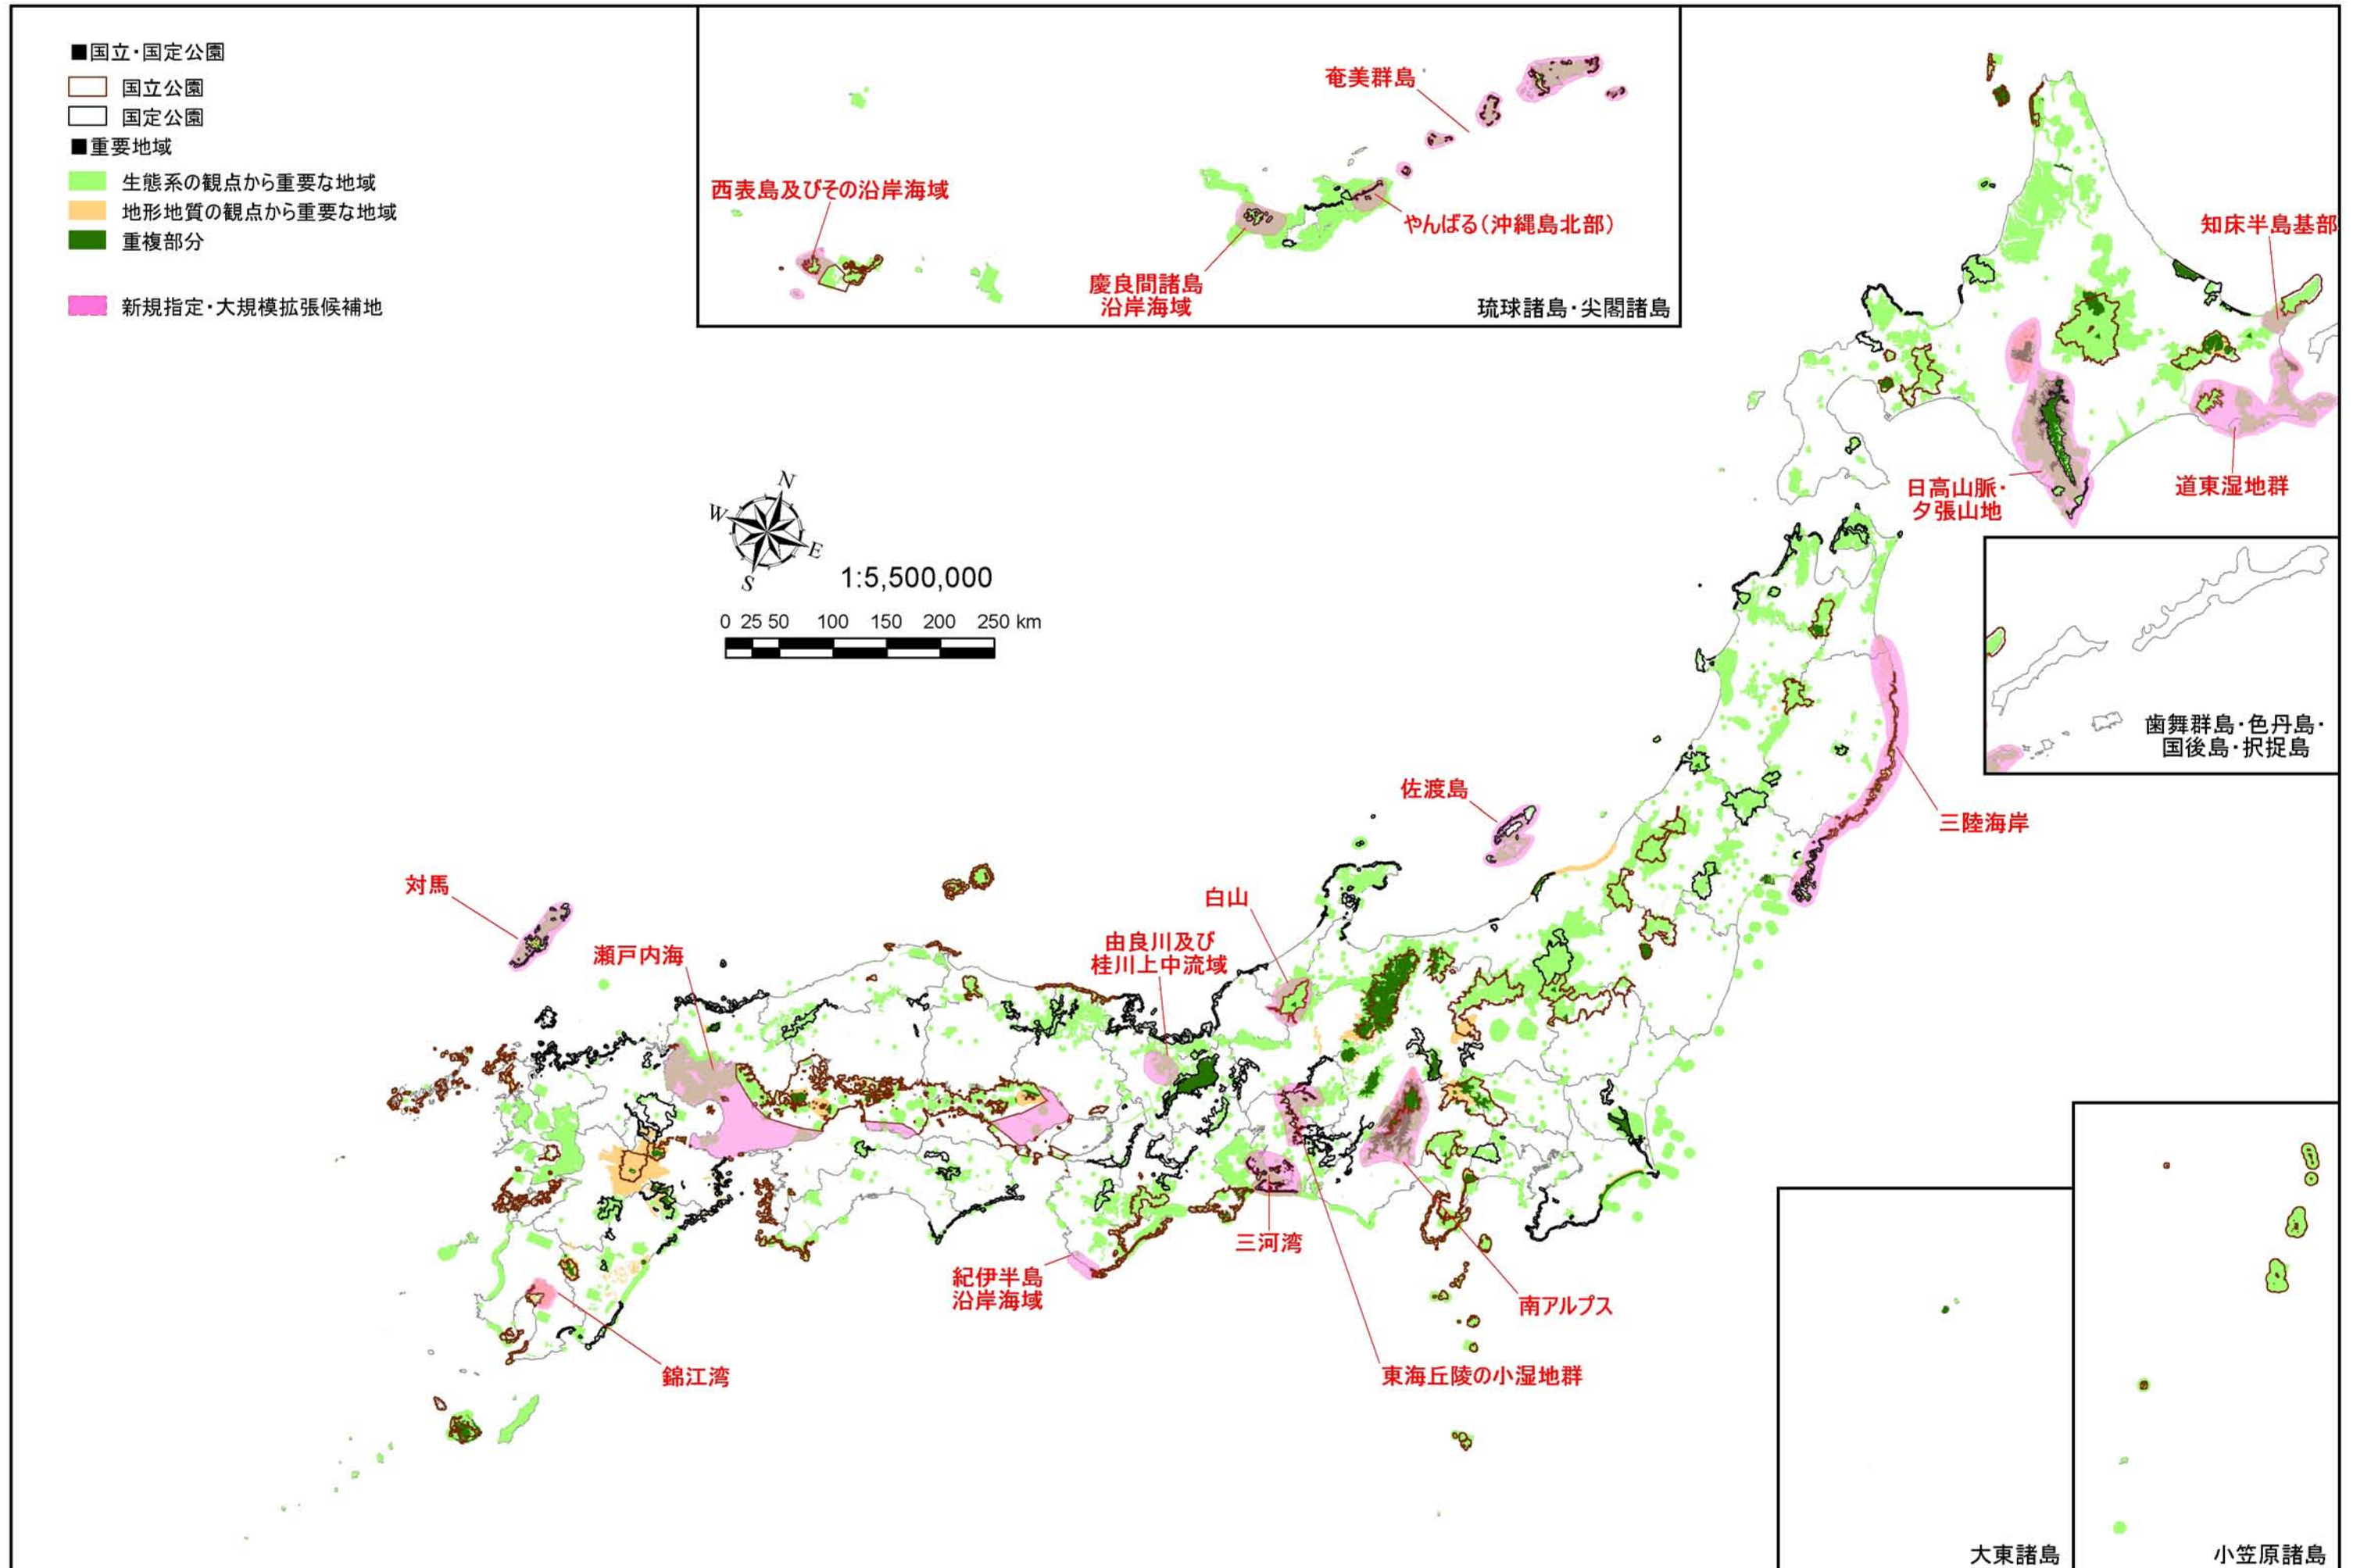 ■国立・国定公園
国立公園
国定公園
■重要地域
生態系の観点から重要な地域
地形地質の観点から重要な地域
重複部分
新規指定・大規模拡張候補地
奄美群島
西表島及びその沿岸海域
やんばる（沖縄島北部）
慶良間諸島
沿岸海域
琉球諸島・尖閣諸島
知床半島基部
日高山脈・
夕張山地
道東湿地群
N
W
E
S
1:5,500,000
0 25 50 100 150 200 250 km
歯舞群島・色丹島・
国後島・択捉島
佐渡島
三陸海岸
対馬
白山
瀬戸内海
由良川及び
桂川上中流域
三河湾
紀伊半島
沿岸海域
南アルプス
錦江湾
東海丘陵の小湿地群
大東諸島
小笠原諸島